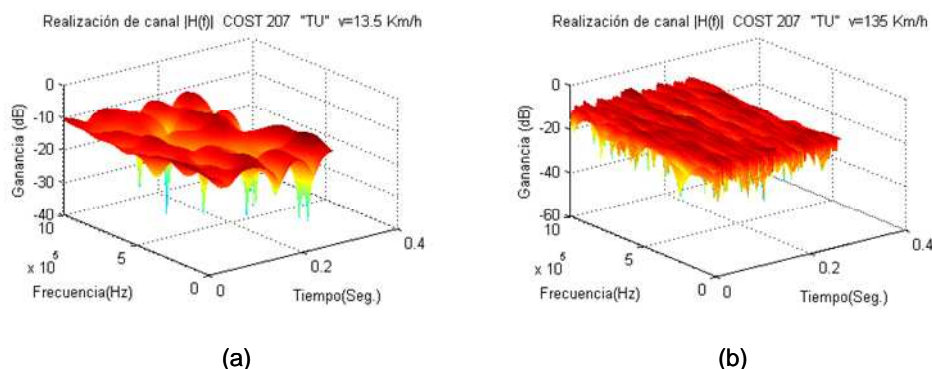 Realización de canal |H(f)| COST 207 "TU" v=13.5 Km/h
0
-10
-20
-30
-40
Ganancia (dB)
10
5
0
x 10^5
Frecuencia(Hz)
0
0.2
0.4
Tiempo(Seg.)
(a)
Realización de canal |H(f)| COST 207 "TU" v=135 Km/h
0
-20
-40
-60
Ganancia (dB)
10
5
0
x 10^5
Frecuencia(Hz)
0
0.2
0.4
Tiempo(Seg.)
(b)